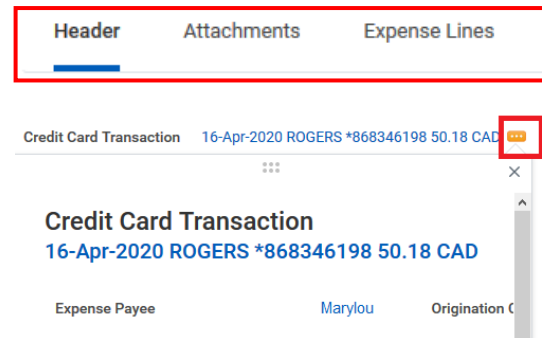 Header Attachments Expense Lines
Credit Card Transaction 16-Apr-2020 ROGERS *868346198 50.18 CAD
Credit Card Transaction
16-Apr-2020 ROGERS *868346198 50.18 CAD
Expense Payee Marylou Origination